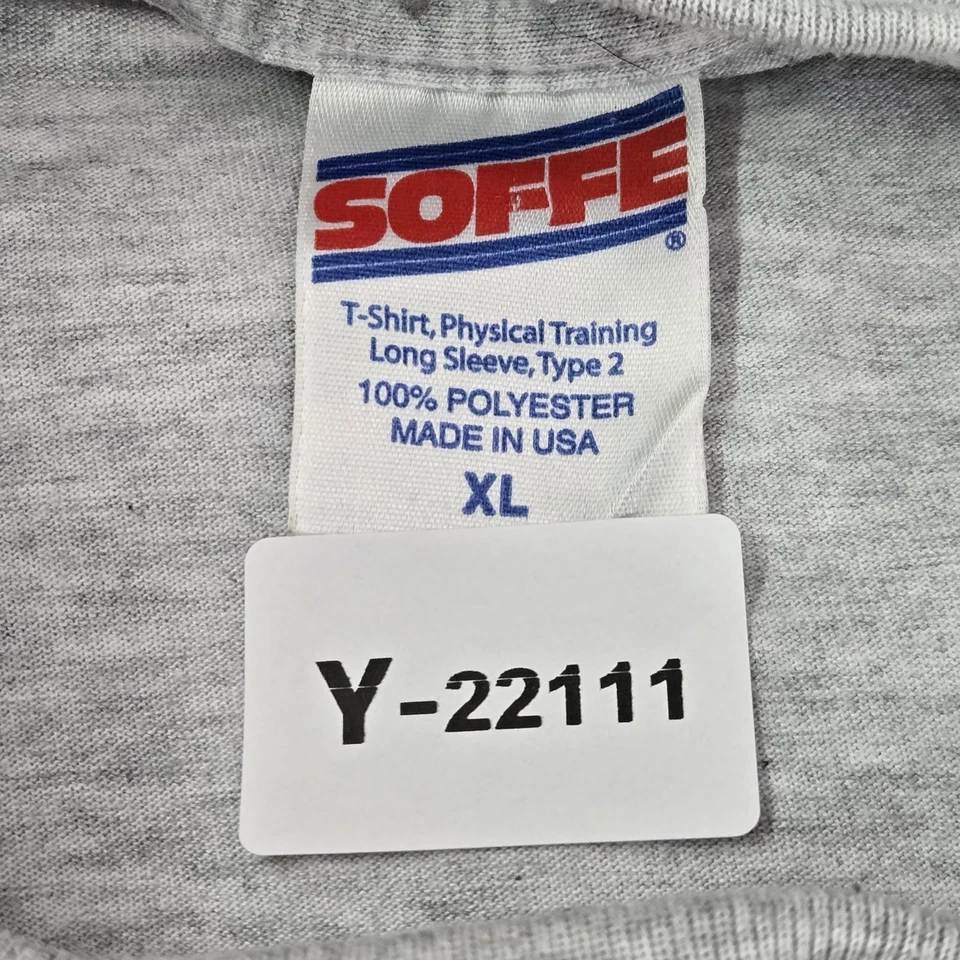 SOFFE
®
T-Shirt, Physical Training
Long Sleeve, Type 2
100% POLYESTER
MADE IN USA
XL
Y-22111